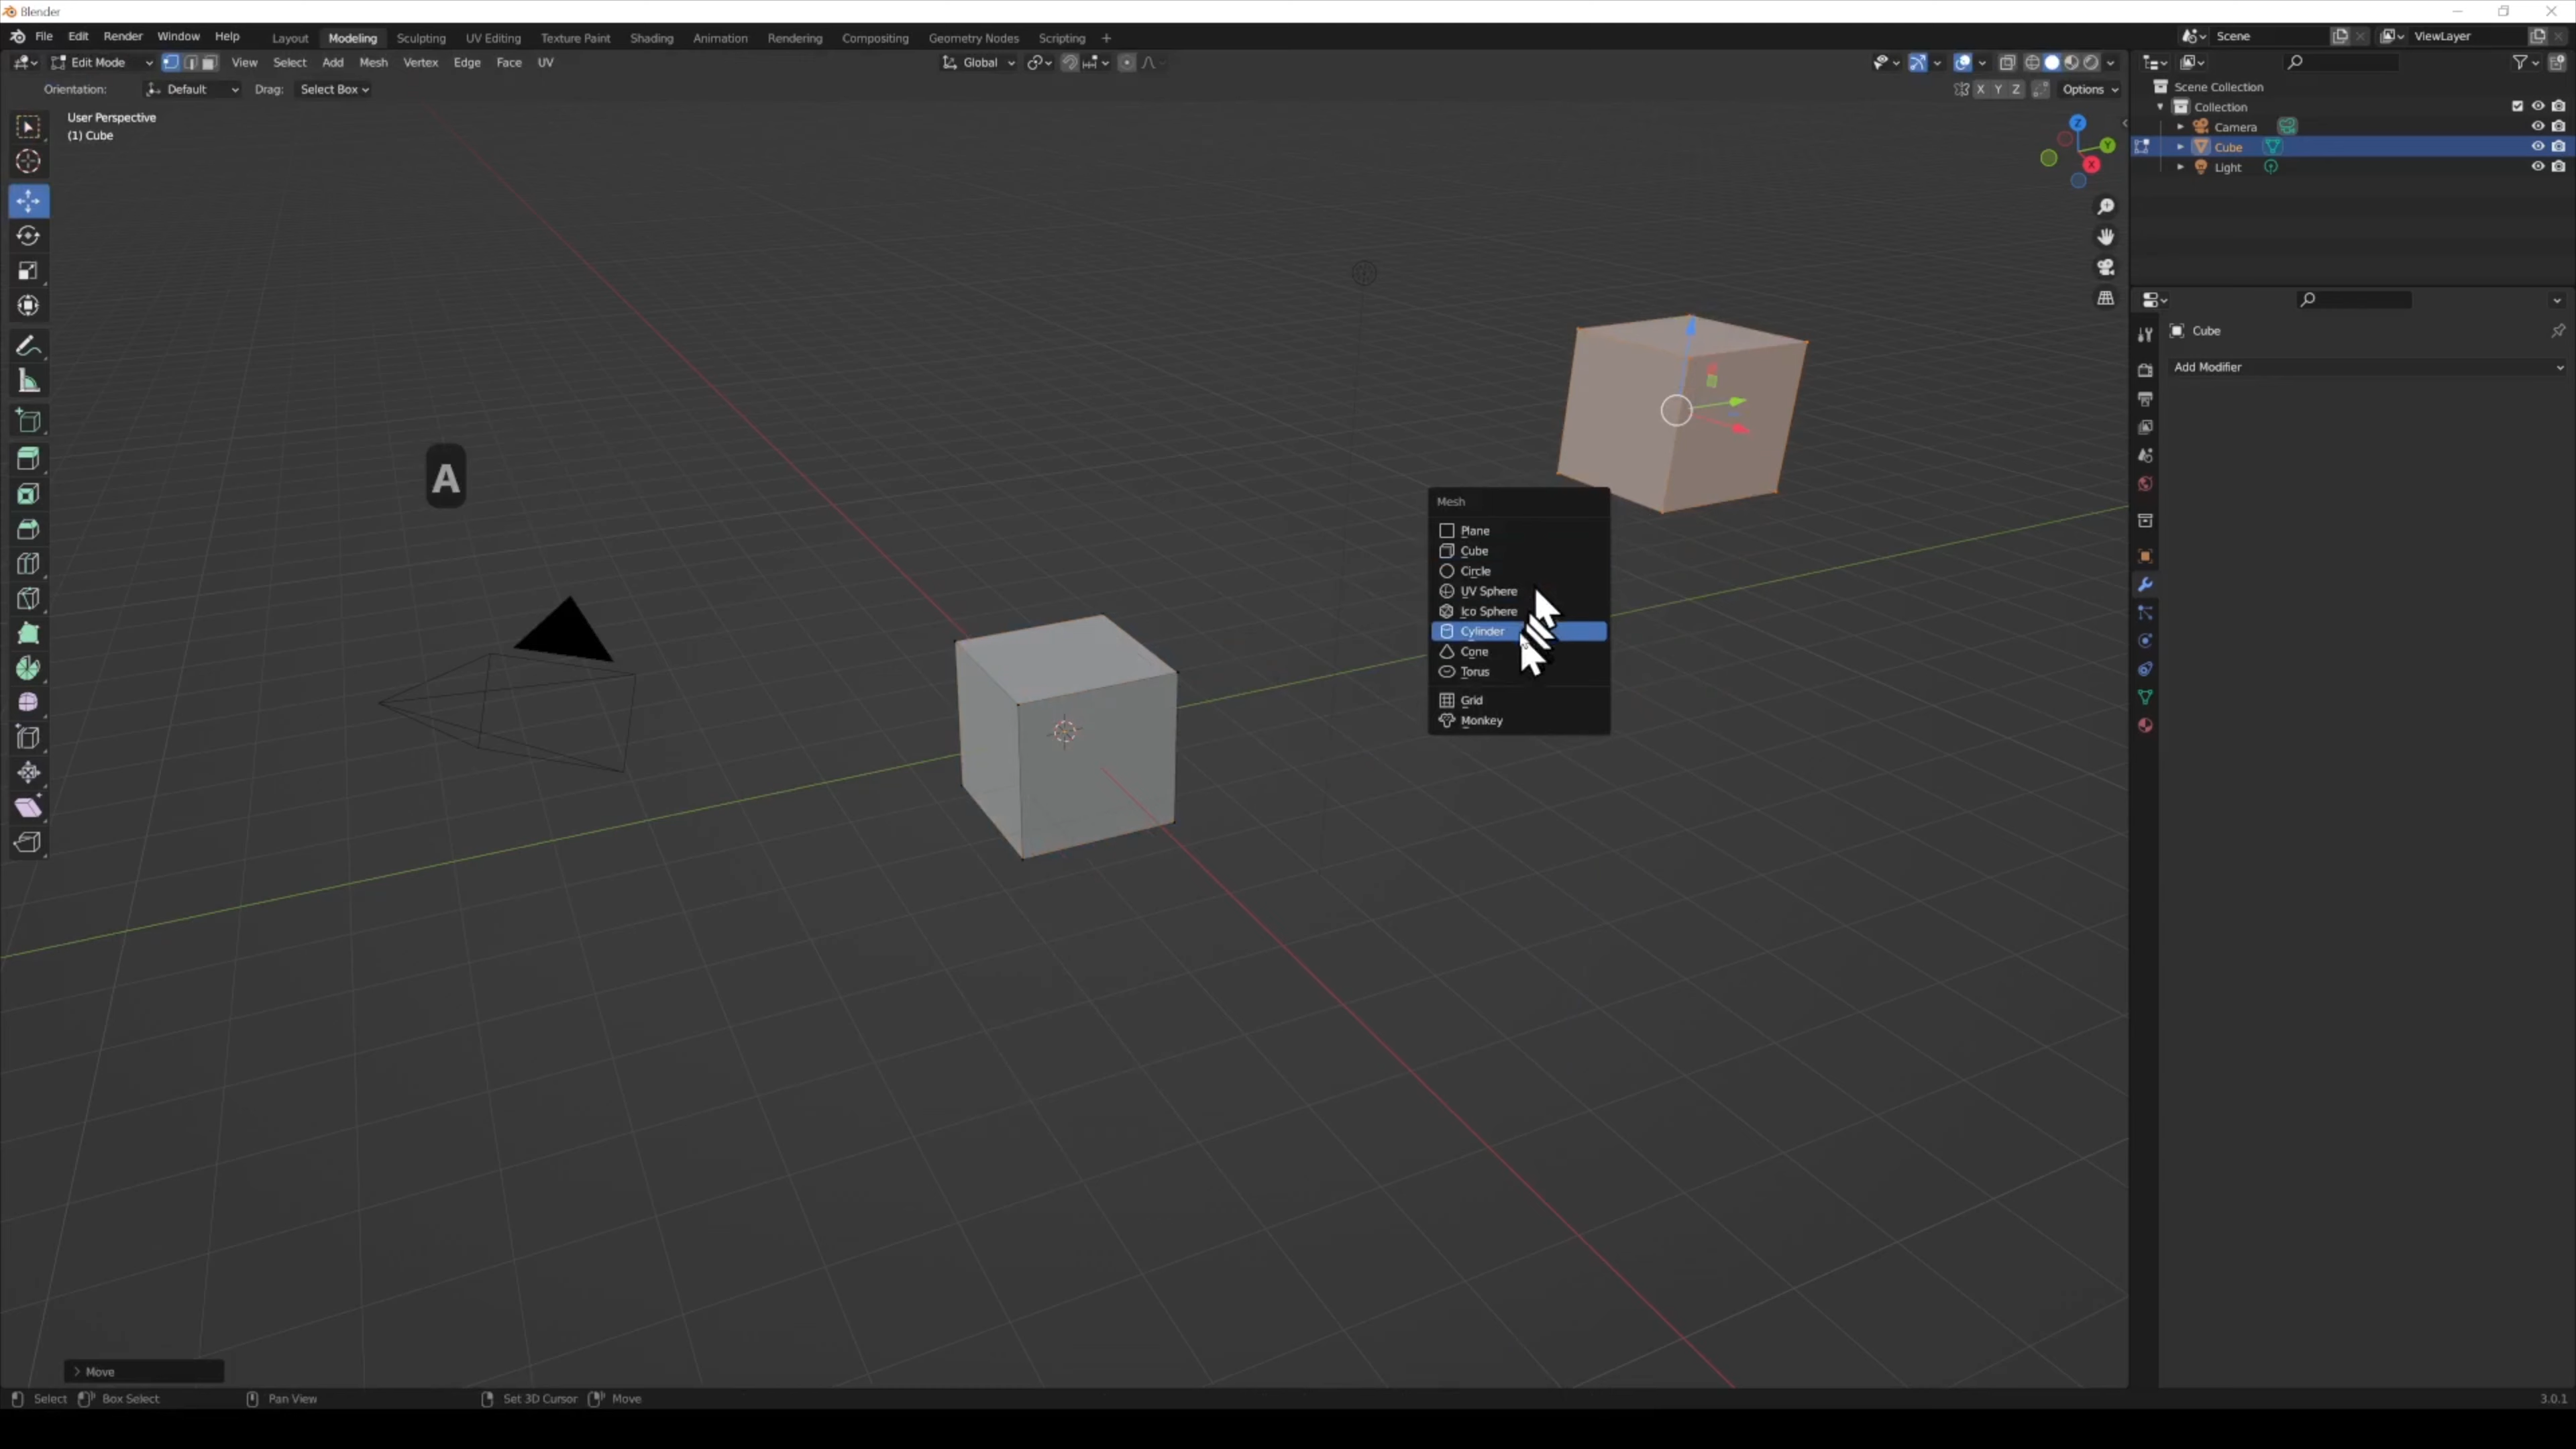 Blender
File Edit Render Window Help Layout Modeling Sculpting UV Editing Texture Paint Shading Animation Rendering Compositing Geometry Nodes Scripting + Scene ViewLayer
Edit Mode View Select Add Mesh Vertex Edge Face UV Global
Orientation: Default Drag: Select Box X Y Z Options
User Perspective
(1) Cube
Z
Y
X
Scene Collection
Collection
Camera
Cube
Light
Cube
Add Modifier
A
Mesh
Plane
Cube
Circle
UV Sphere
Ico Sphere
Cylinder
Cone
Torus
Grid
Monkey
Move
Select Box Select Pan View Set 3D Cursor Move 3.0.1